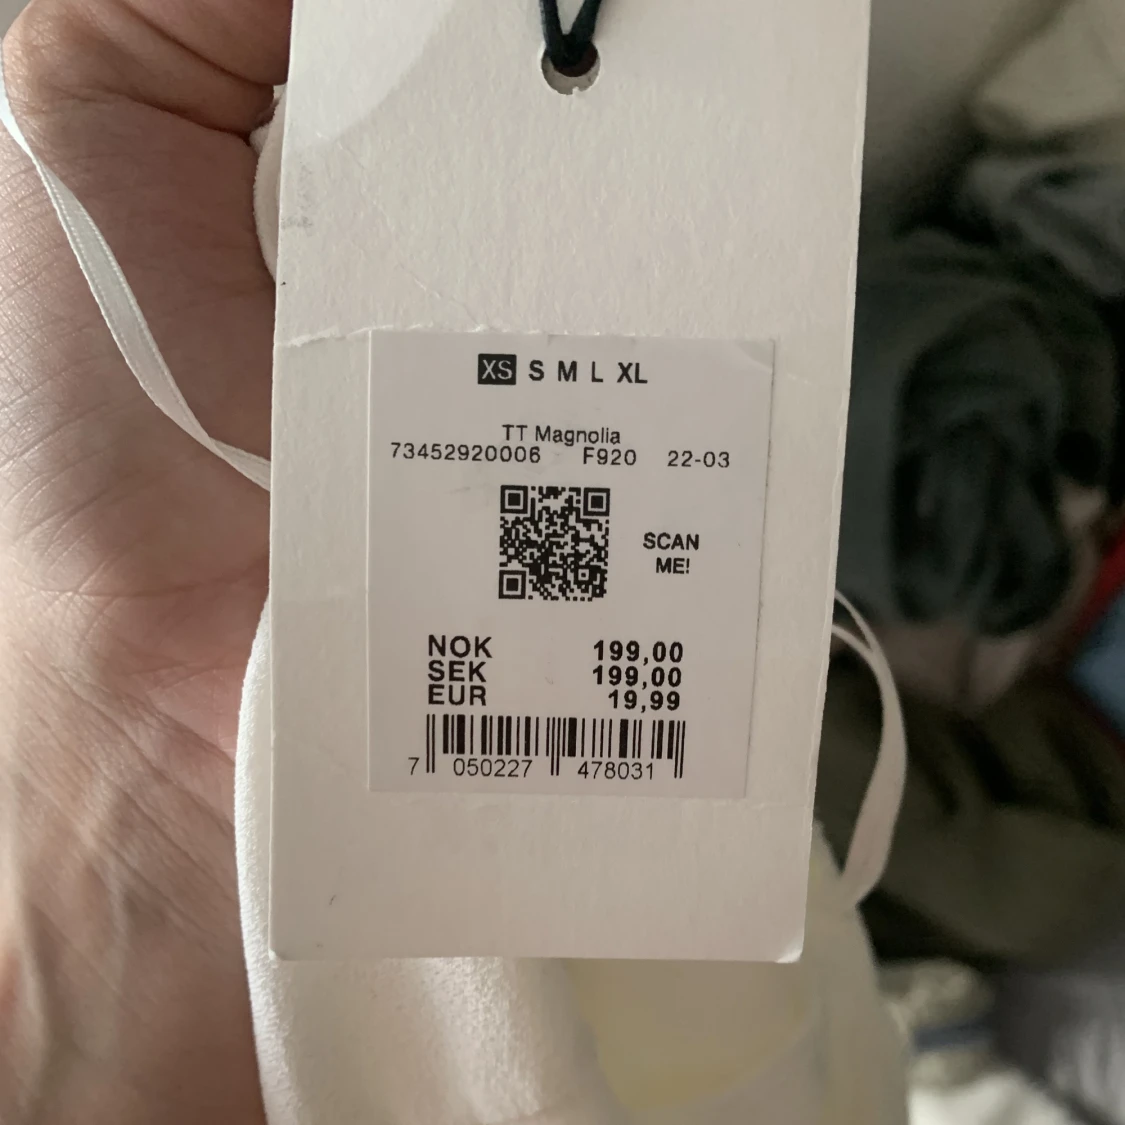 XS S M L XL
TT Magnolia
73452920006 F920 22-03
SCAN
ME!
NOK 199,00
SEK 199,00
EUR 19,99
7 050227 478031